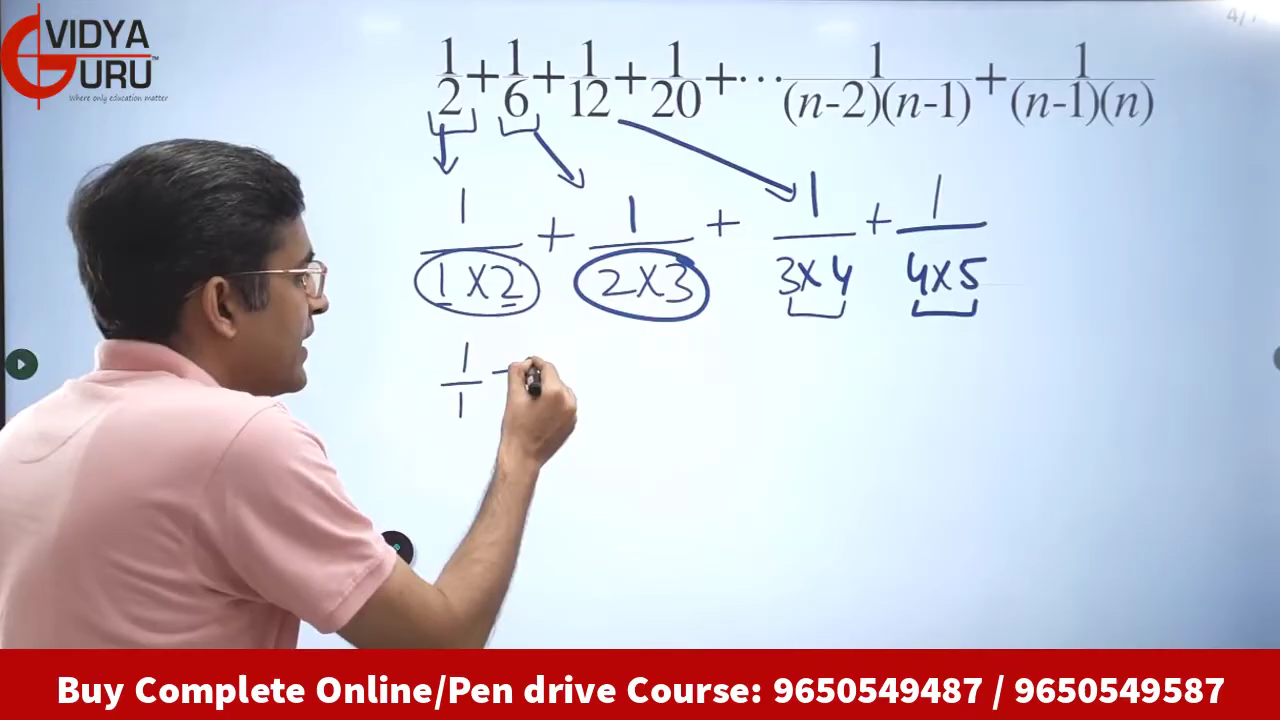 VIDYA
GURU
TM
Where only education matter
4/
1/2 + 1/6 + 1/12 + 1/20 + ⋯ 1/((n-2)(n-1)) + 1/((n-1)(n))
1/(1×2) + 1/(2×3) + 1/(3×4) + 1/(4×5)
1/1 -
Buy Complete Online/Pen drive Course: 9650549487 / 9650549587